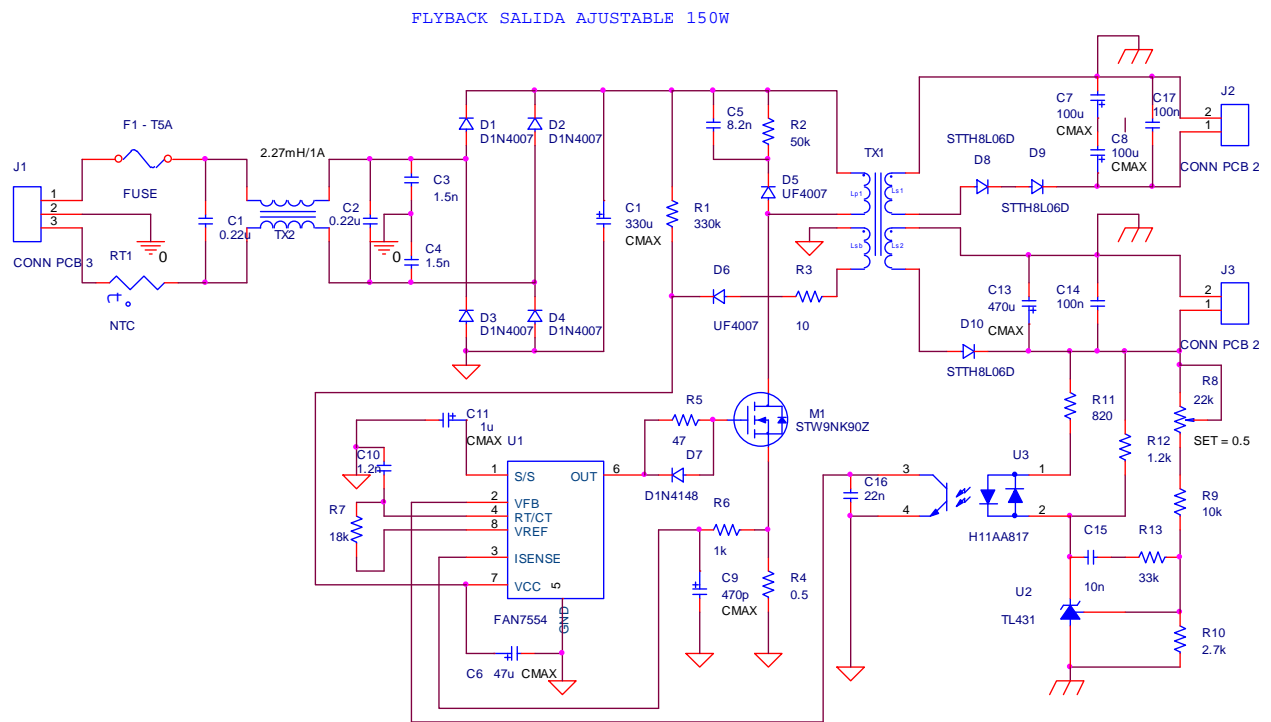 FLYBACK SALIDA AJUSTABLE 150W
J1
1
2
3
CONN PCB 3
F1 - T5A
FUSE
RT1
NTC
0
C1
0.22u
2.27mH/1A
TX2
C2
0.22u
C3
1.5n
C4
1.5n
0
D1
D1N4007
D2
D1N4007
D3
D1N4007
D4
D1N4007
C1
330u
CMAX
R1
330k
C5
8.2n
R2
50k
D5
UF4007
D6
UF4007
R3
10
TX1
Lp1
Ls1
Lsb
Ls2
STTH8L06D
D8
D9
STTH8L06D
C7
100u
CMAX
C8
100u
CMAX
C17
100n
J2
2
1
CONN PCB 2
C13
470u
CMAX
C14
100n
J3
2
1
CONN PCB 2
D10
STTH8L06D
R11
820
R8
22k
SET = 0.5
R12
1.2k
R9
10k
C15
10n
R13
33k
U2
TL431
R10
2.7k
U3
1
2
3
4
H11AA817
C16
22n
M1
STW9NK90Z
R5
47
D7
D1N4148
R6
1k
C9
470p
CMAX
R4
0.5
C11
1u
CMAX
U1
C10
1.2n
R7
18k
1
S/S
2
VFB
4
RT/CT
8
VREF
3
ISENSE
7
VCC
OUT
6
5
GND
FAN7554
C6
47u
CMAX